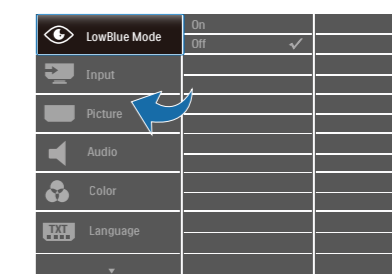 LowBlue Mode
On
Off
Input
Picture
Audio
Color
TXT
Language